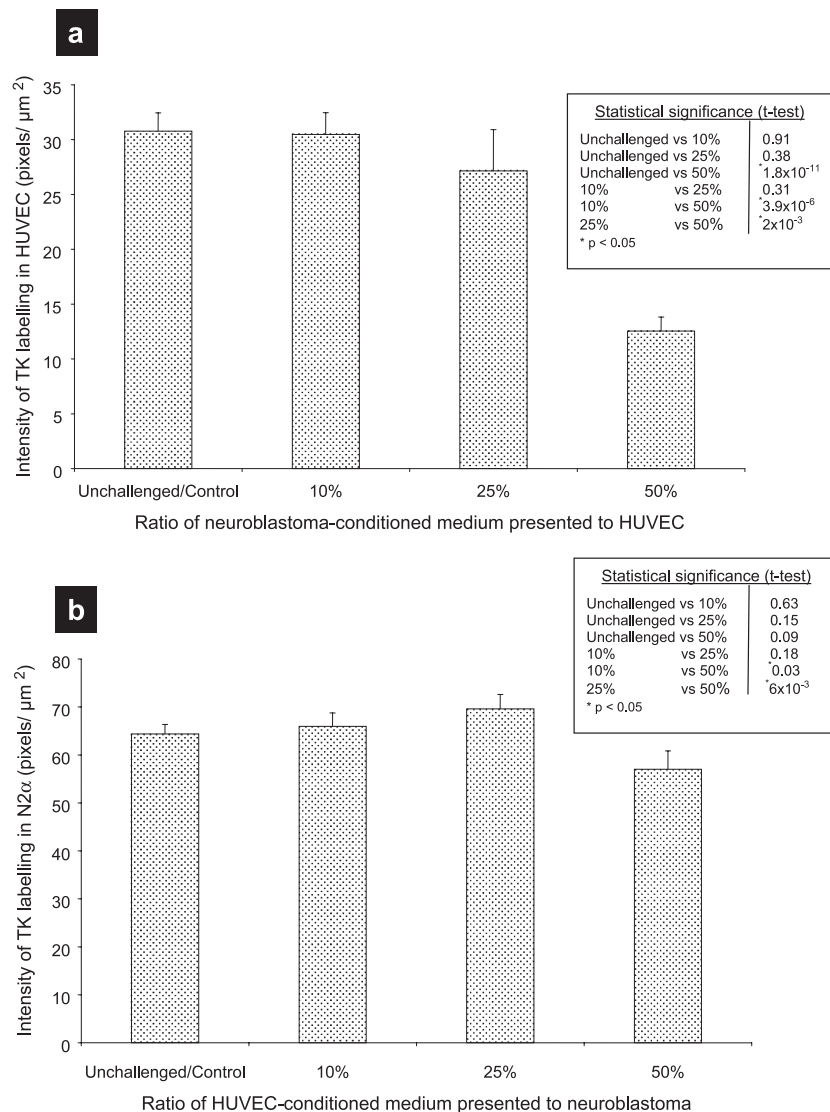 a
Intensity of TK labelling in HUVEC (pixels/ µm²)
35
30
25
20
15
10
5
0
Unchallenged/Control 10% 25% 50%
Ratio of neuroblastoma-conditioned medium presented to HUVEC
Statistical significance (t-test)
Unchallenged vs 10% 0.91
Unchallenged vs 25% 0.38
Unchallenged vs 50% *1.8x10⁻¹¹
10% vs 25% 0.31
10% vs 50% *3.9x10⁻⁶
25% vs 50% *2x10⁻³
* p < 0.05
b
Intensity of TK labelling in N2α (pixels/ µm²)
80
70
60
70
50
40
30
20
10
0
Unchallenged/Control 10% 25% 50%
Ratio of HUVEC-conditioned medium presented to neuroblastoma
Statistical significance (t-test)
Unchallenged vs 10% 0.63
Unchallenged vs 25% 0.15
Unchallenged vs 50% 0.09
10% vs 25% 0.18
10% vs 50% *0.03
25% vs 50% *6x10⁻³
* p < 0.05